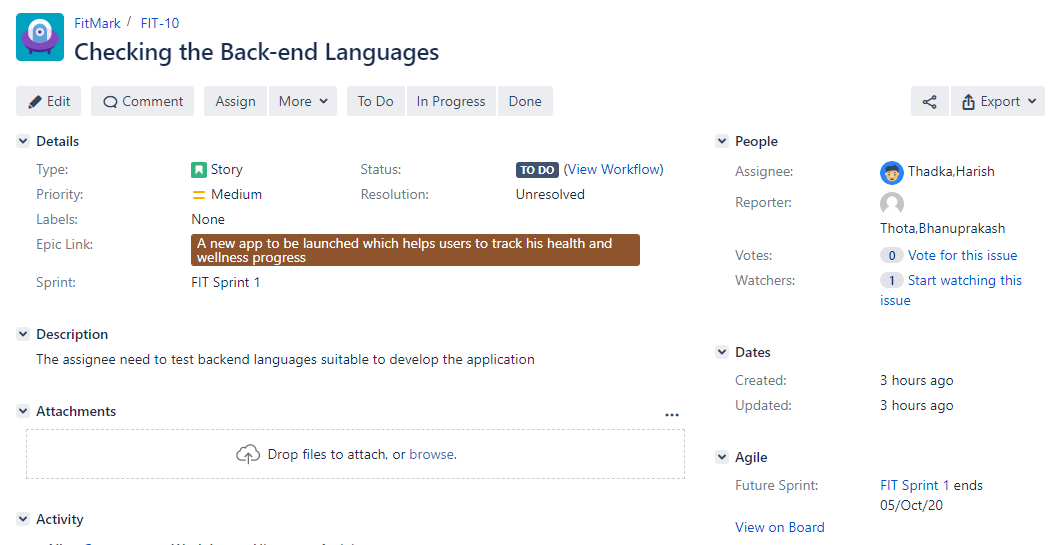 FitMark / FIT-10
Checking the Back-end Languages
Edit Comment Assign More To Do In Progress Done Export
Details
Type: Story Status: TO DO (View Workflow)
Priority: Medium Resolution: Unresolved
Labels: None
Epic Link: A new app to be launched which helps users to track his health and
wellness progress
Sprint: FIT Sprint 1
Description
The assignee need to test backend languages suitable to develop the application
Attachments
...
Drop files to attach, or browse.
Activity
People
Assignee: Thadka,Harish
Reporter:
Thota,Bhanuprakash
Votes: 0 Vote for this issue
Watchers: 1 Start watching this
issue
Dates
Created: 3 hours ago
Updated: 3 hours ago
Agile
Future Sprint: FIT Sprint 1 ends
05/Oct/20
View on Board